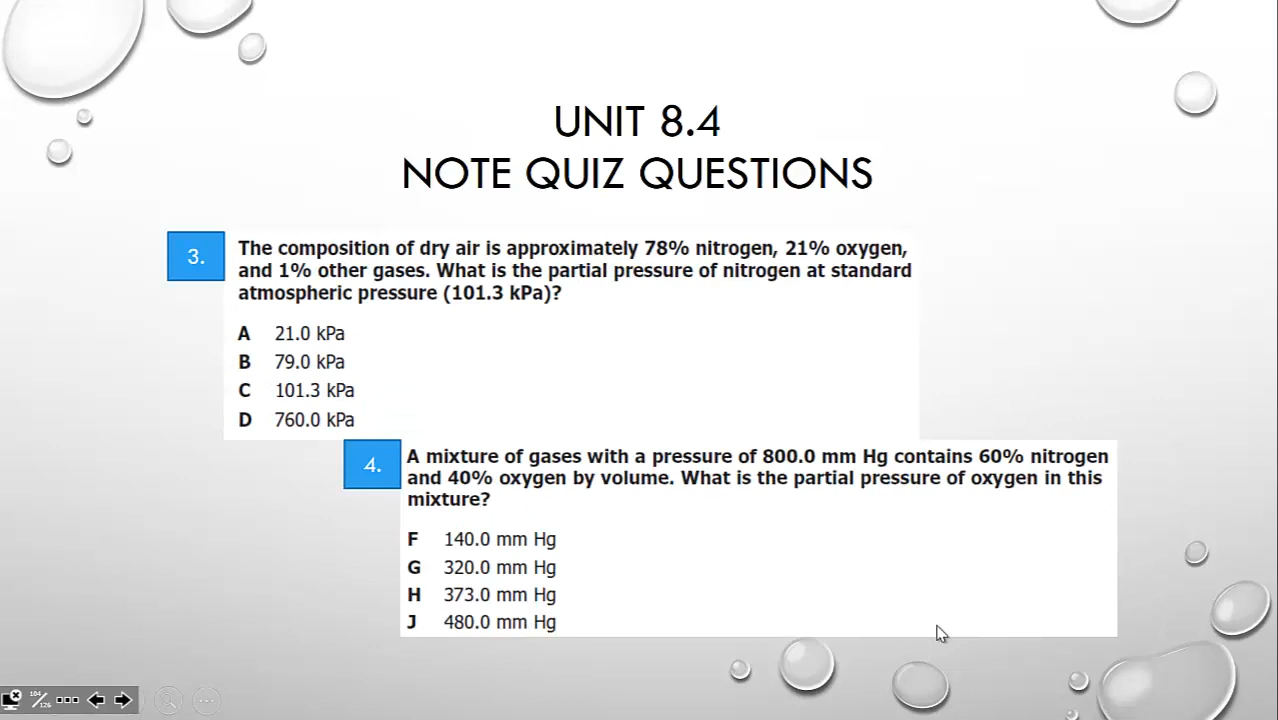 UNIT 8.4
NOTE QUIZ QUESTIONS
3.
The composition of dry air is approximately 78% nitrogen, 21% oxygen,
and 1% other gases. What is the partial pressure of nitrogen at standard
atmospheric pressure (101.3 kPa)?
A 21.0 kPa
B 79.0 kPa
C 101.3 kPa
D 760.0 kPa
4.
A mixture of gases with a pressure of 800.0 mm Hg contains 60% nitrogen
and 40% oxygen by volume. What is the partial pressure of oxygen in this
mixture?
F 140.0 mm Hg
G 320.0 mm Hg
H 373.0 mm Hg
J 480.0 mm Hg
104/126